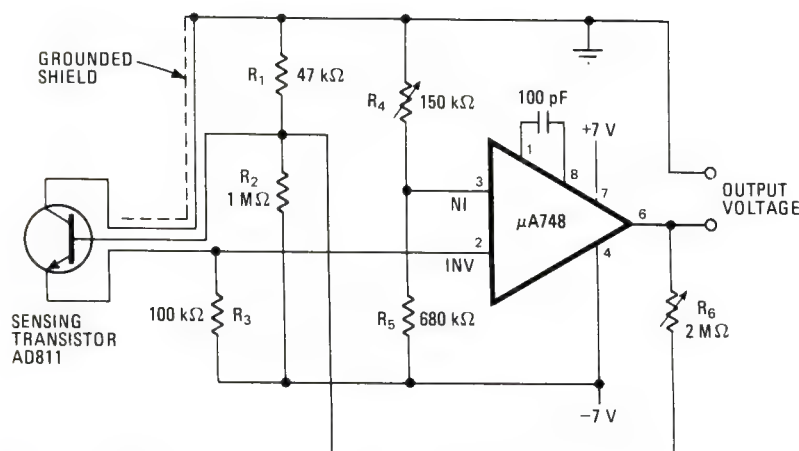 GROUNDED
SHIELD
R1
47 kΩ
R4
150 kΩ
100 pF
+7 V
1
8
R2
1 MΩ
3
NI
7
OUTPUT
VOLTAGE
μA748
6
2
INV
4
SENSING
TRANSISTOR
AD811
100 kΩ
R3
R5
680 kΩ
R6
2 MΩ
−7 V